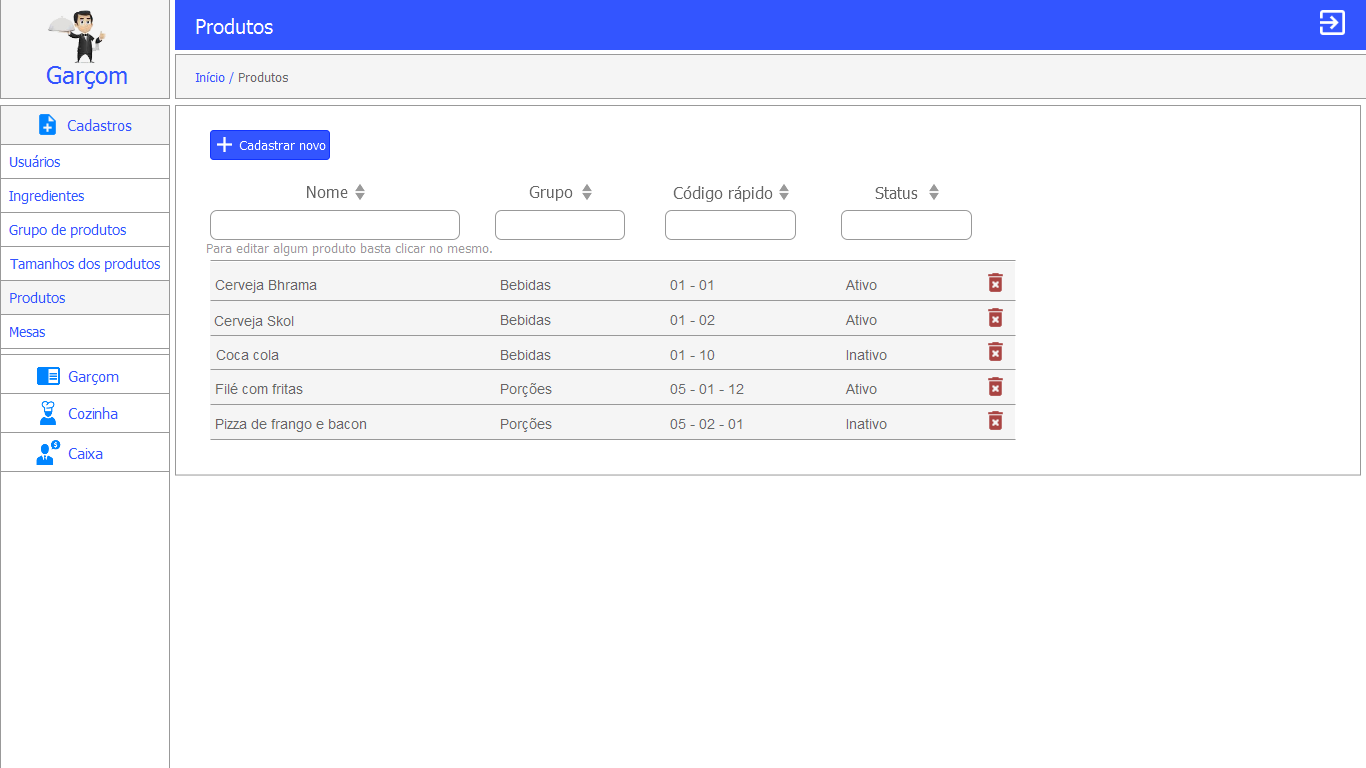 Garçom
Produtos
Início / Produtos
Cadastros
Usuários
Ingredientes
Grupo de produtos
Tamanhos dos produtos
Produtos
Mesas
Garçom
Cozinha
Caixa
Cadastrar novo
Nome Grupo Código rápido Status
Para editar algum produto basta clicar no mesmo.
Cerveja Bhrama Bebidas 01 - 01 Ativo
Cerveja Skol Bebidas 01 - 02 Ativo
Coca cola Bebidas 01 - 10 Inativo
Filé com fritas Porções 05 - 01 - 12 Ativo
Pizza de frango e bacon Porções 05 - 02 - 01 Inativo